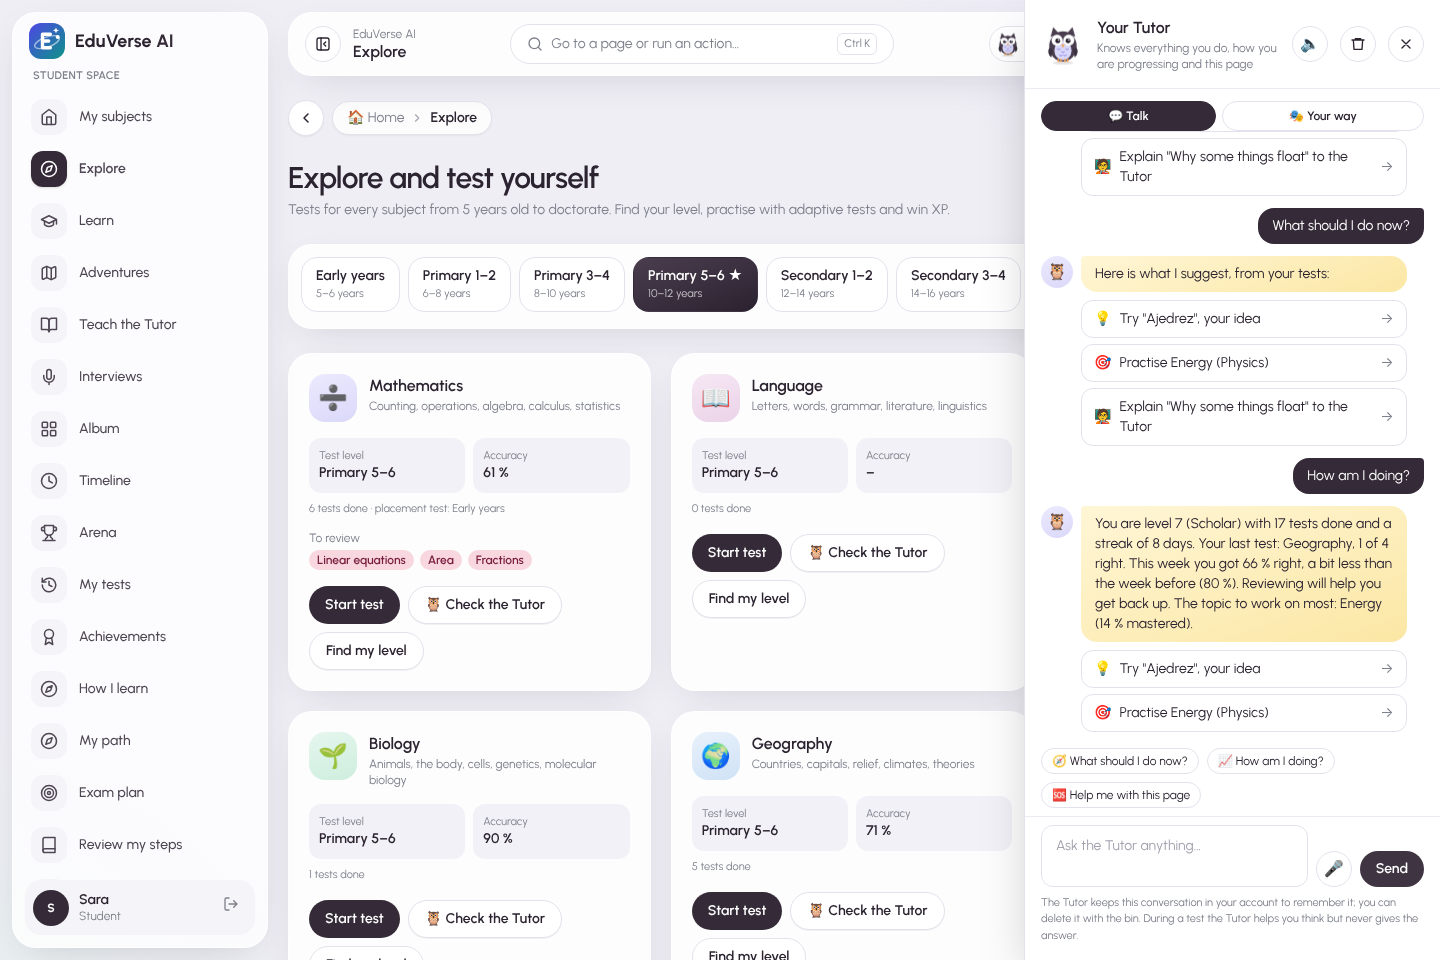 EduVerse AI
STUDENT SPACE
My subjects
Explore
Learn
Adventures
Teach the Tutor
Interviews
Album
Timeline
Arena
My tests
Achievements
How I learn
My path
Exam plan
Review my steps
S
Sara
Student
EduVerse AI
Explore
Go to a page or run an action...
Ctrl K
Home
Explore
Explore and test yourself
Tests for every subject from 5 years old to doctorate. Find your level, practise with adaptive tests and win XP.
Early years
5–6 years
Primary 1–2
6–8 years
Primary 3–4
8–10 years
Primary 5–6 ★
10–12 years
Secondary 1–2
12–14 years
Secondary 3–4
14–16 years
Mathematics
Counting, operations, algebra, calculus, statistics
Test level
Primary 5–6
Accuracy
61 %
6 tests done · placement test: Early years
To review
Linear equations
Area
Fractions
Start test
Check the Tutor
Find my level
Language
Letters, words, grammar, literature, linguistics
Test level
Primary 5–6
Accuracy
–
0 tests done
Start test
Check the Tutor
Find my level
Biology
Animals, the body, cells, genetics, molecular
biology
Test level
Primary 5–6
Accuracy
90 %
1 tests done
Start test
Check the Tutor
Geography
Countries, capitals, relief, climates, theories
Test level
Primary 5–6
Accuracy
71 %
5 tests done
Start test
Check the Tutor
Find my level
Your Tutor
Knows everything you do, how you
are progressing and this page
Talk
Your way
Explain "Why some things float" to the
Tutor
What should I do now?
Here is what I suggest, from your tests:
Try "Ajedrez", your idea
Practise Energy (Physics)
Explain "Why some things float" to the
Tutor
How am I doing?
You are level 7 (Scholar) with 17 tests done and a
streak of 8 days. Your last test: Geography, 1 of 4
right. This week you got 66 % right, a bit less than
the week before (80 %). Reviewing will help you
get back up. The topic to work on most: Energy
(14 % mastered).
Try "Ajedrez", your idea
Practise Energy (Physics)
What should I do now?
How am I doing?
Help me with this page
Ask the Tutor anything...
Send
The Tutor keeps this conversation in your account to remember it; you can
delete it with the bin. During a test the Tutor helps you think but never gives the
answer.